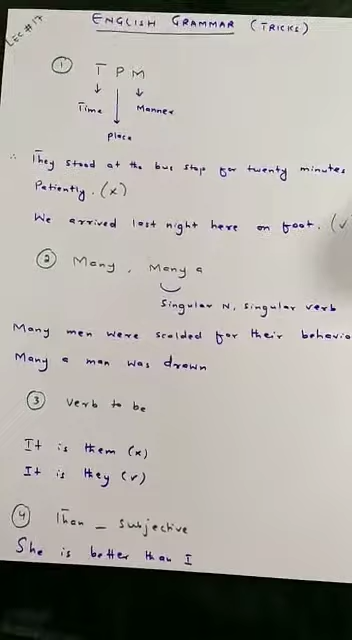 LEC # 17
ENGLISH GRAMMAR (TRICKS)
① T P M
Time Manner
Place
∴ They stood at the bus stop for twenty minutes
Patiently. (x)
We arrived last night here on foot. (✓
② Many, Many a
Singular N, Singular verb
Many men were scolded for their behavio
Many a man was drown
③ Verb to be
It is them (x)
It is they (✓)
④ Than _ Subjective
She is better than I